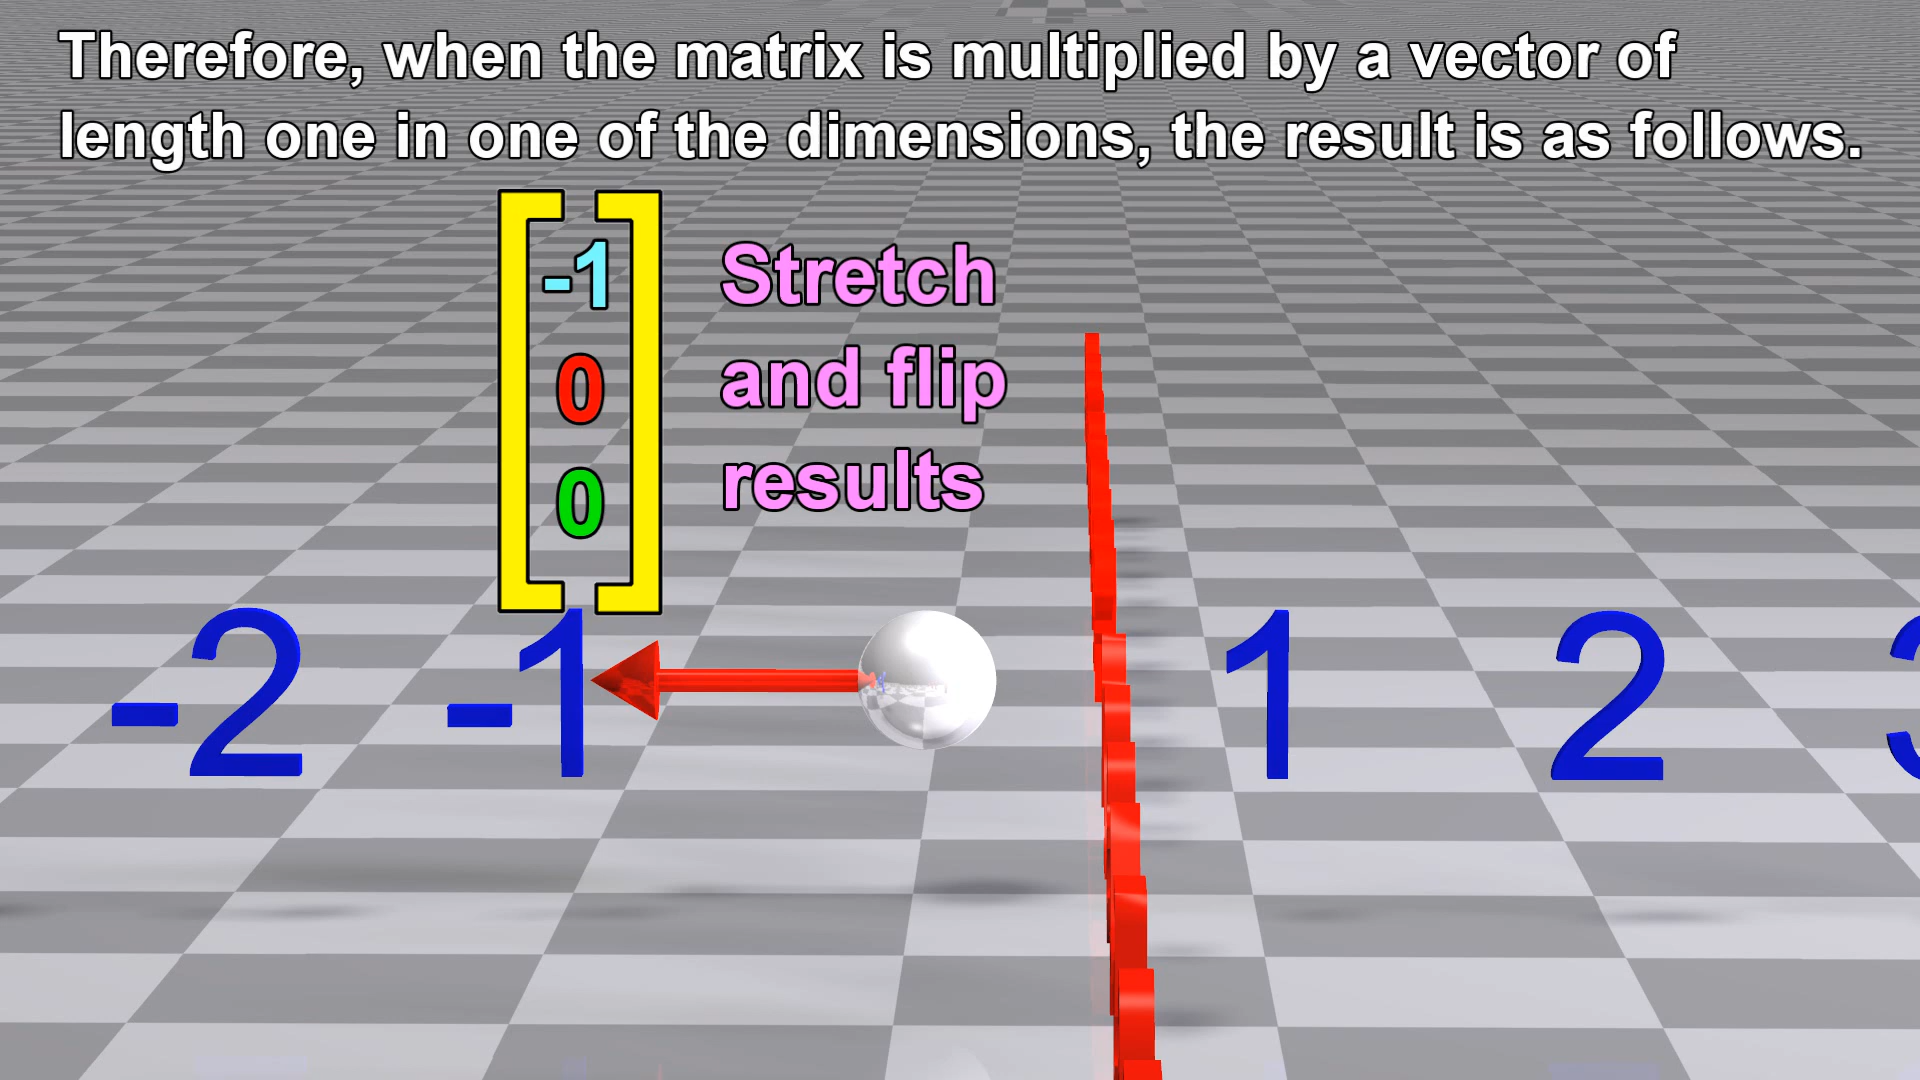 Therefore, when the matrix is multiplied by a vector of
length one in one of the dimensions, the result is as follows.
-1
0
0
Stretch
and flip
results
-2 -1 1 2 3